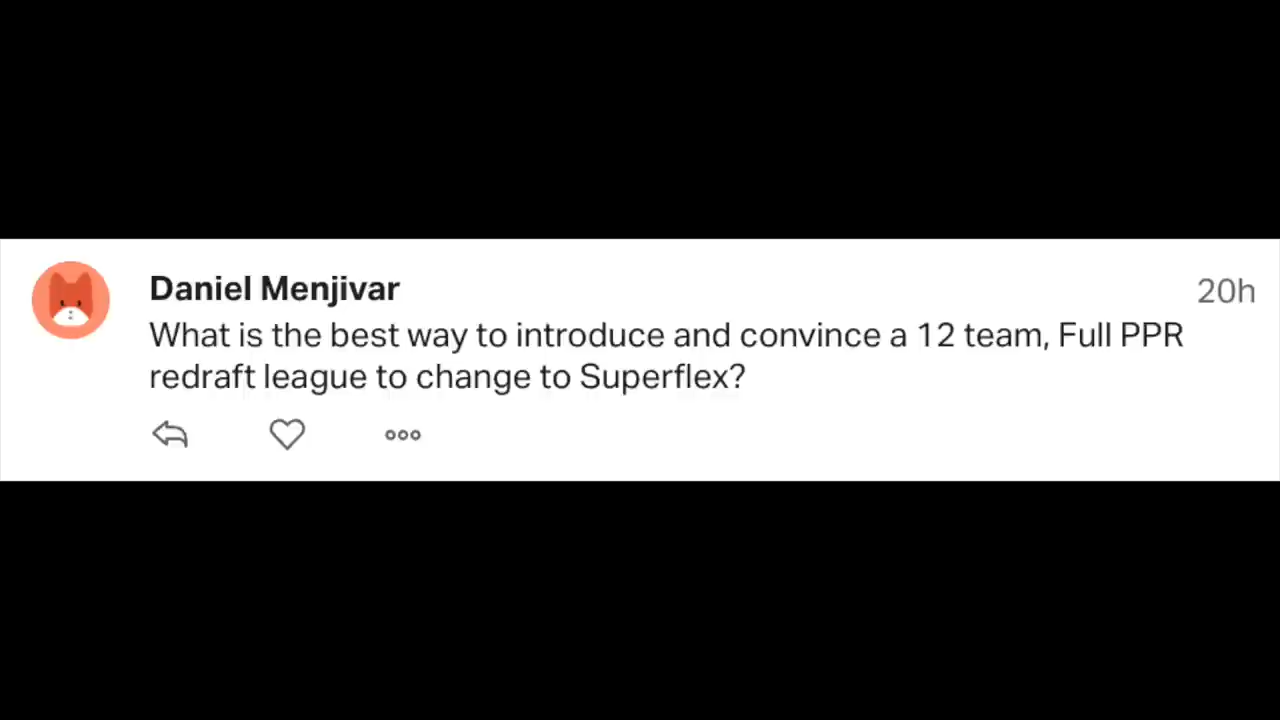 Daniel Menjivar
20h
What is the best way to introduce and convince a 12 team, Full PPR
redraft league to change to Superflex?